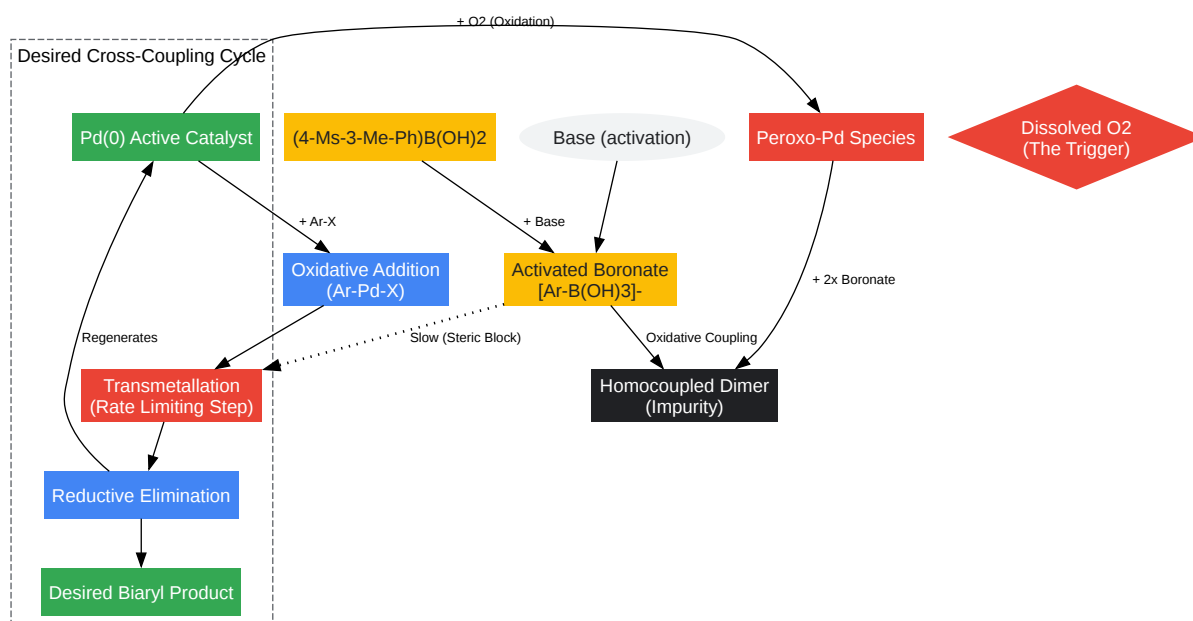 + O2 (Oxidation)
Desired Cross-Coupling Cycle
Pd(0) Active Catalyst
(4-Ms-3-Me-Ph)B(OH)2
Base (activation)
Peroxo-Pd Species
Dissolved O2
(The Trigger)
+ Ar-X
+ Base
Oxidative Addition
(Ar-Pd-X)
Activated Boronate
[Ar-B(OH)3]-
+ 2x Boronate
Regenerates
Slow (Steric Block)
Oxidative Coupling
Transmetallation
(Rate Limiting Step)
Homocoupled Dimer
(Impurity)
Reductive Elimination
Desired Biaryl Product